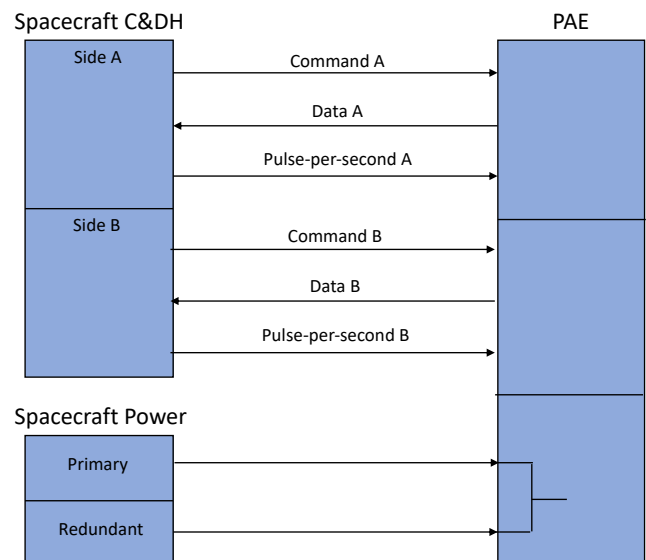 Spacecraft C&DH
PAE
Side A
Command A
Data A
Pulse-per-second A
Side B
Command B
Data B
Pulse-per-second B
Spacecraft Power
Primary
Redundant